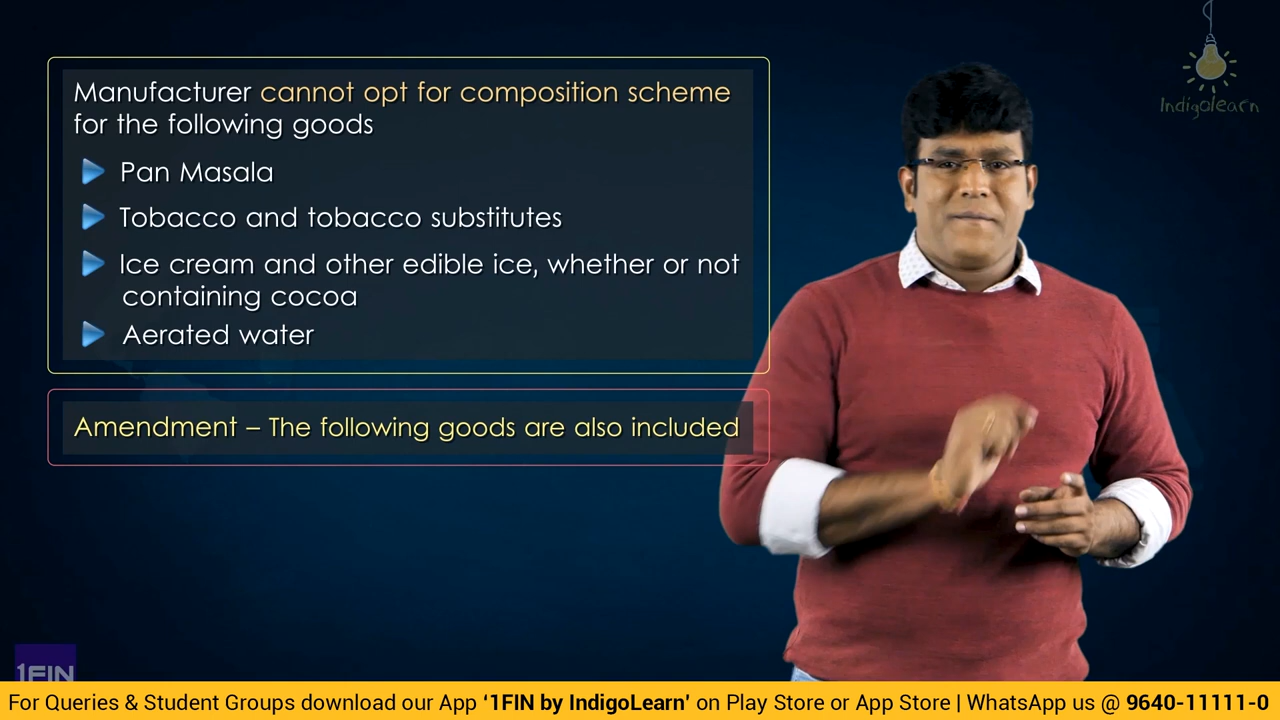 Indigolearn
Manufacturer cannot opt for composition scheme
for the following goods
Pan Masala
Tobacco and tobacco substitutes
Ice cream and other edible ice, whether or not
containing cocoa
Aerated water
Amendment – The following goods are also included
1FIN
For Queries & Student Groups download our App ‘1FIN by IndigoLearn’ on Play Store or App Store | WhatsApp us @ 9640-11111-0